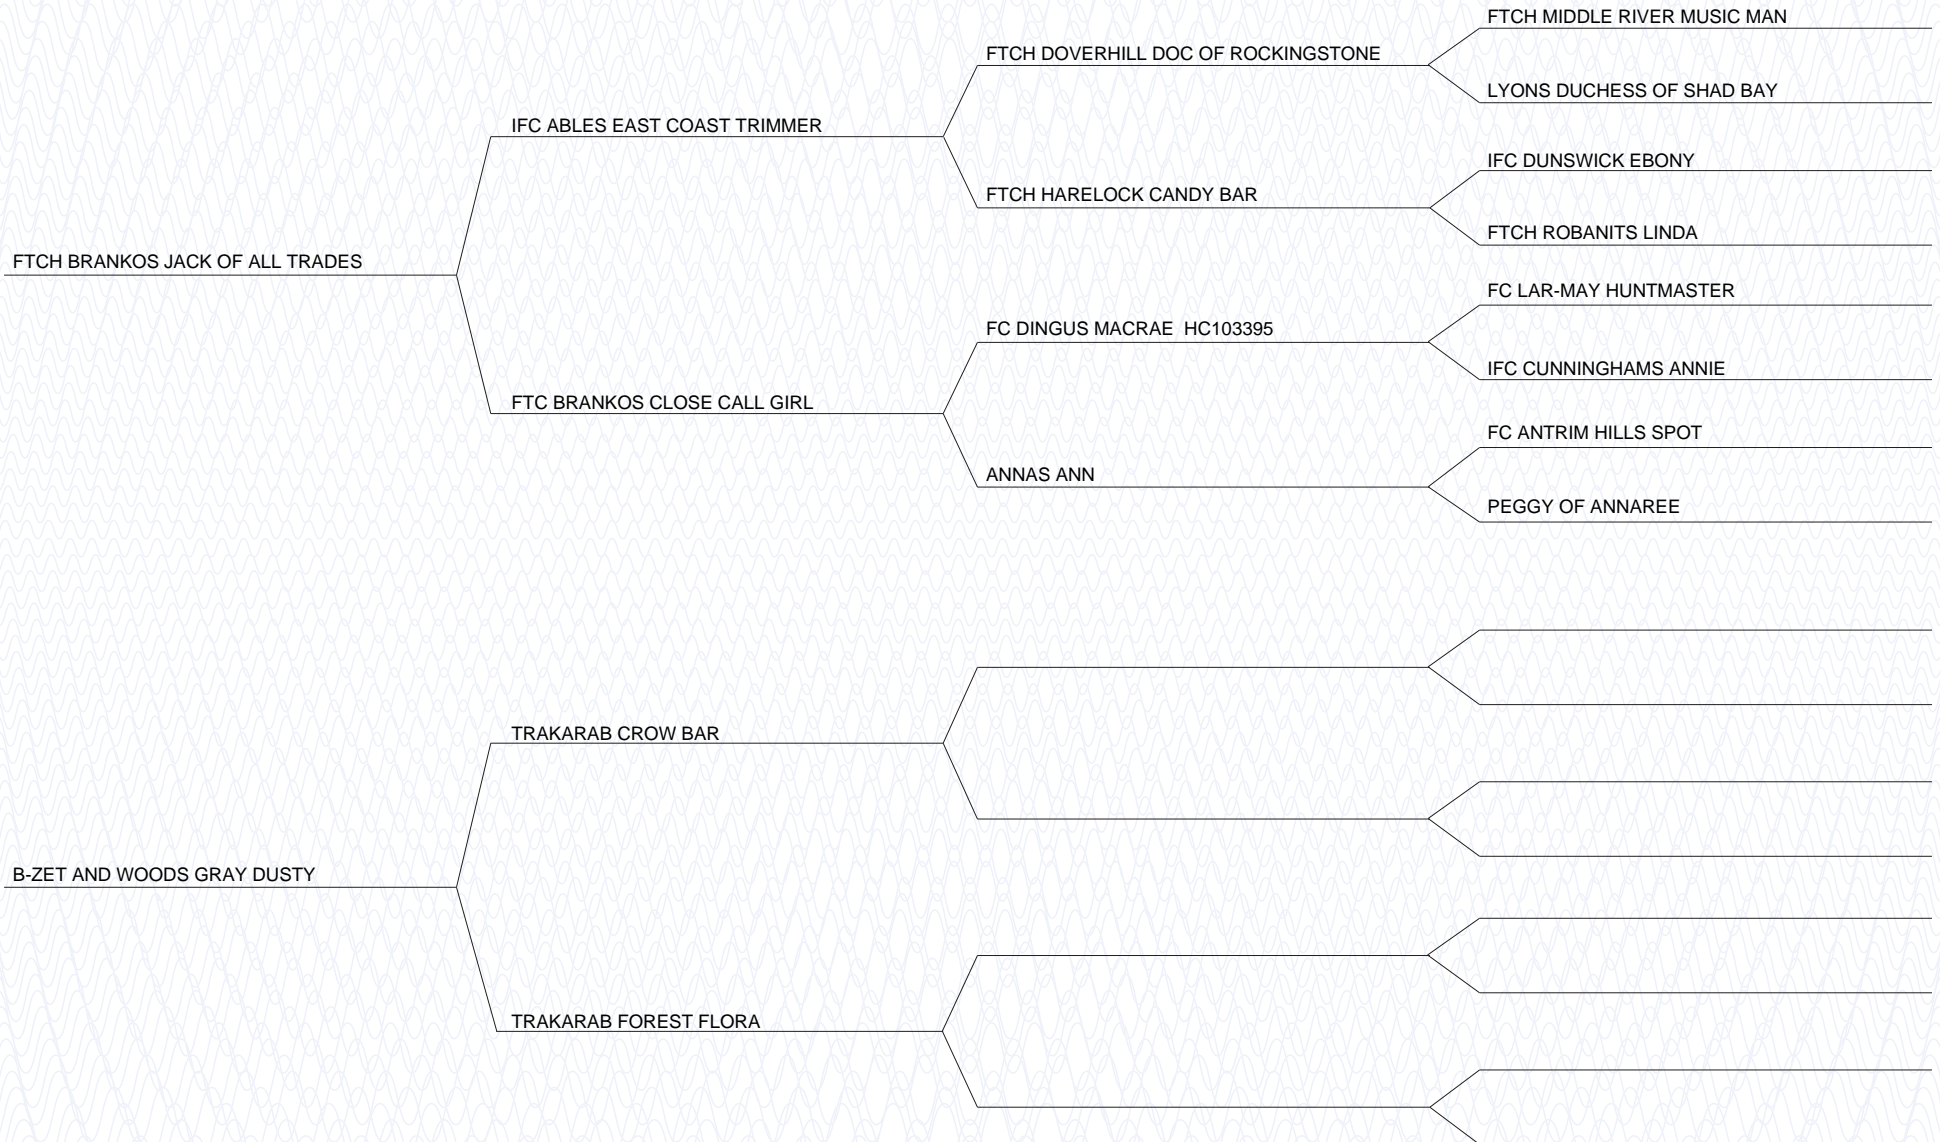 FTCH MIDDLE RIVER MUSIC MAN
FTCH DOVERHILL DOC OF ROCKINGSTONE
LYONS DUCHESS OF SHAD BAY
IFC ABLES EAST COAST TRIMMER
IFC DUNSWICK EBONY
FTCH HARELOCK CANDY BAR
FTCH ROBANITS LINDA
FTCH BRANKOS JACK OF ALL TRADES
FC LAR-MAY HUNTMASTER
FC DINGUS MACRAE  HC103395
IFC CUNNINGHAMS ANNIE
FTC BRANKOS CLOSE CALL GIRL
FC ANTRIM HILLS SPOT
ANNAS ANN
PEGGY OF ANNAREE
TRAKARAB CROW BAR
B-ZET AND WOODS GRAY DUSTY
TRAKARAB FOREST FLORA